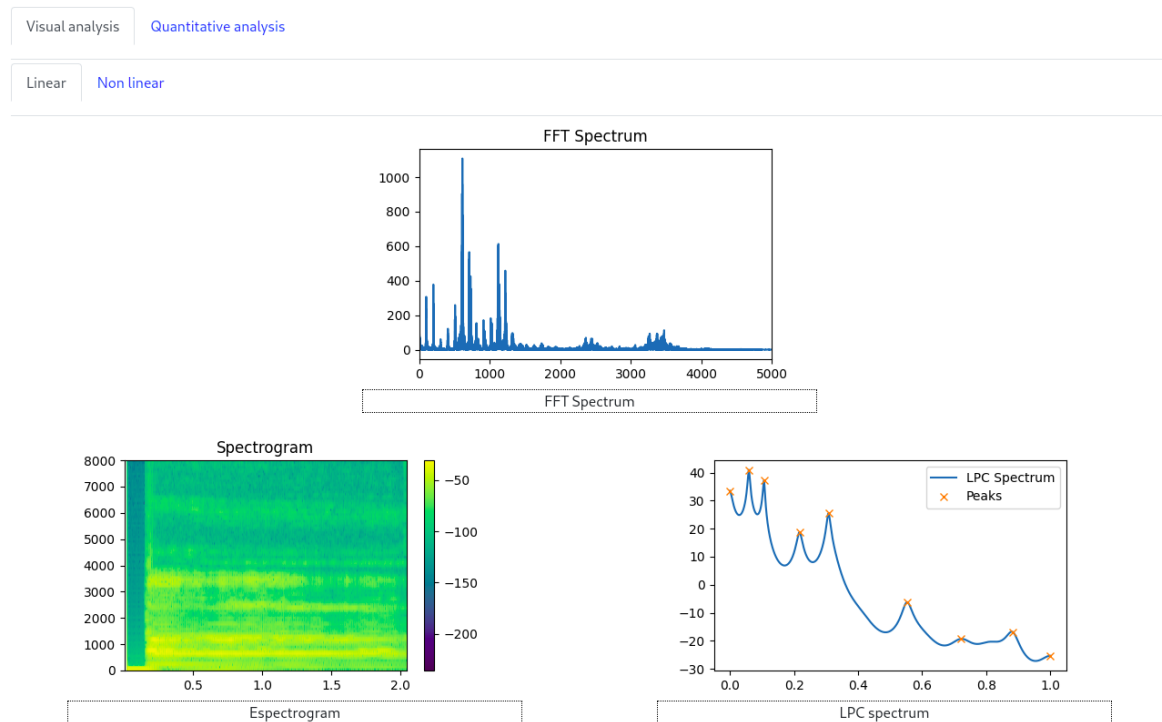 Visual analysis Quantitative analysis
Linear Non linear
FFT Spectrum
1000
800
600
400
200
0
0 1000 2000 3000 4000 5000
FFT Spectrum
Spectrogram
8000
7000
6000
5000
4000
3000
2000
1000
0
0.5 1.0 1.5 2.0
−50
−100
−150
−200
Espectrogram
40
30
20
10
0
−10
−20
−30
0.0 0.2 0.4 0.6 0.8 1.0
LPC Spectrum
Peaks
LPC spectrum